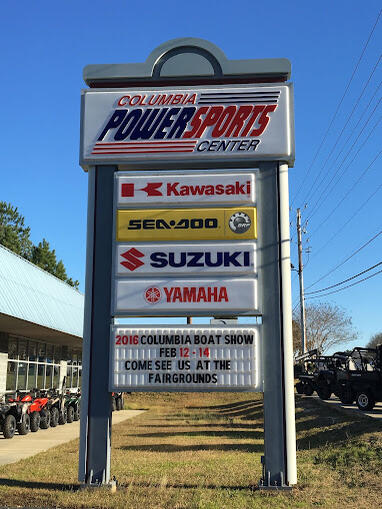 COLUMBIA
POWERSPORTS
CENTER
Kawasaki
SEA-DOO BRP
SUZUKI
YAMAHA
2016 COLUMBIA BOAT SHOW
FEB 12-14
COME SEE US AT THE
FAIRGROUNDS